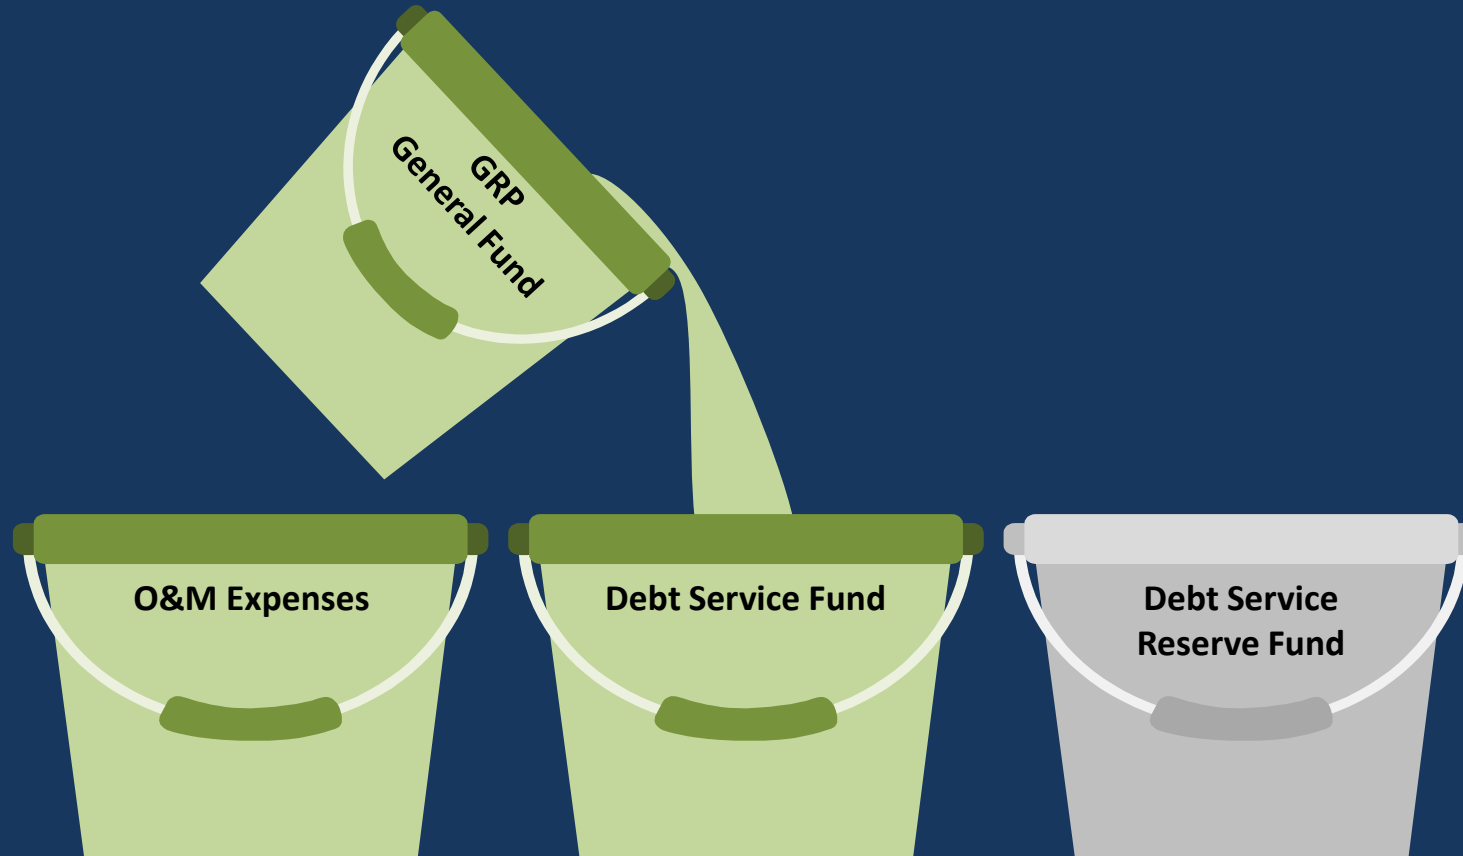 GRP
General Fund
O&M Expenses
Debt Service Fund
Debt Service
Reserve Fund